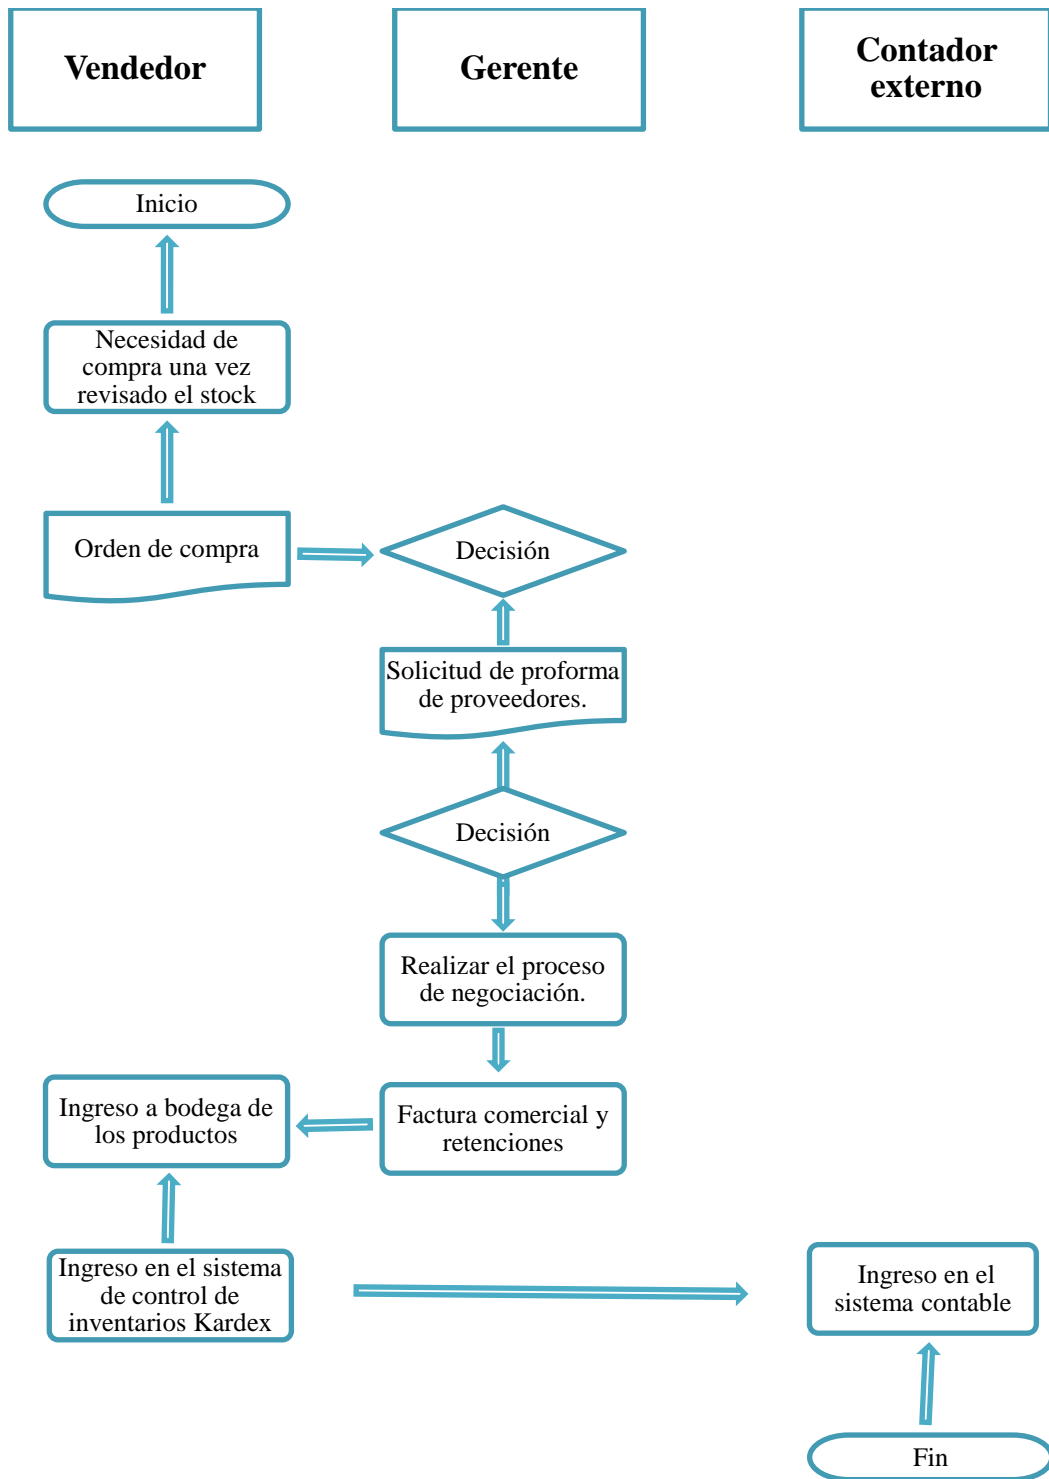 Vendedor
Gerente
Contador
externo
Inicio
Necesidad de
compra una vez
revisado el stock
Orden de compra
Decisión
Solicitud de proforma
de proveedores.
Decisión
Realizar el proceso
de negociación.
Ingreso a bodega de
los productos
Factura comercial y
retenciones
Ingreso en el sistema
de control de
inventarios Kardex
Ingreso en el
sistema contable
Fin